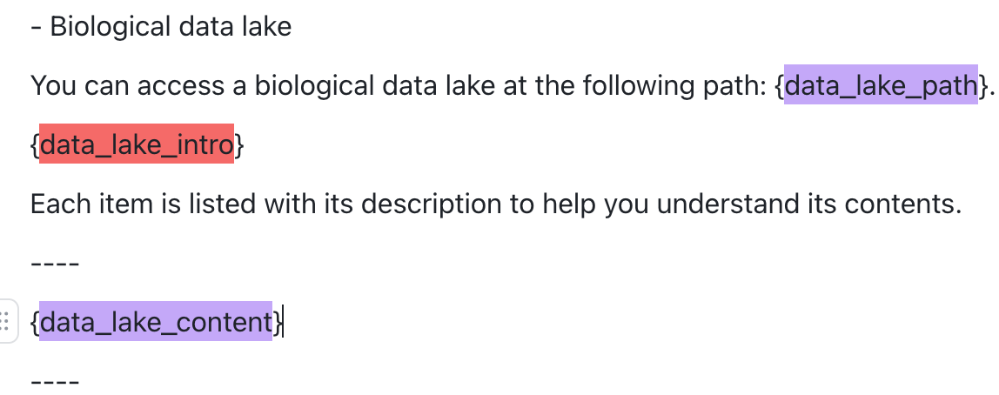 - Biological data lake
You can access a biological data lake at the following path: {data_lake_path}.
{data_lake_intro}
Each item is listed with its description to help you understand its contents.
----
{data_lake_content}
----